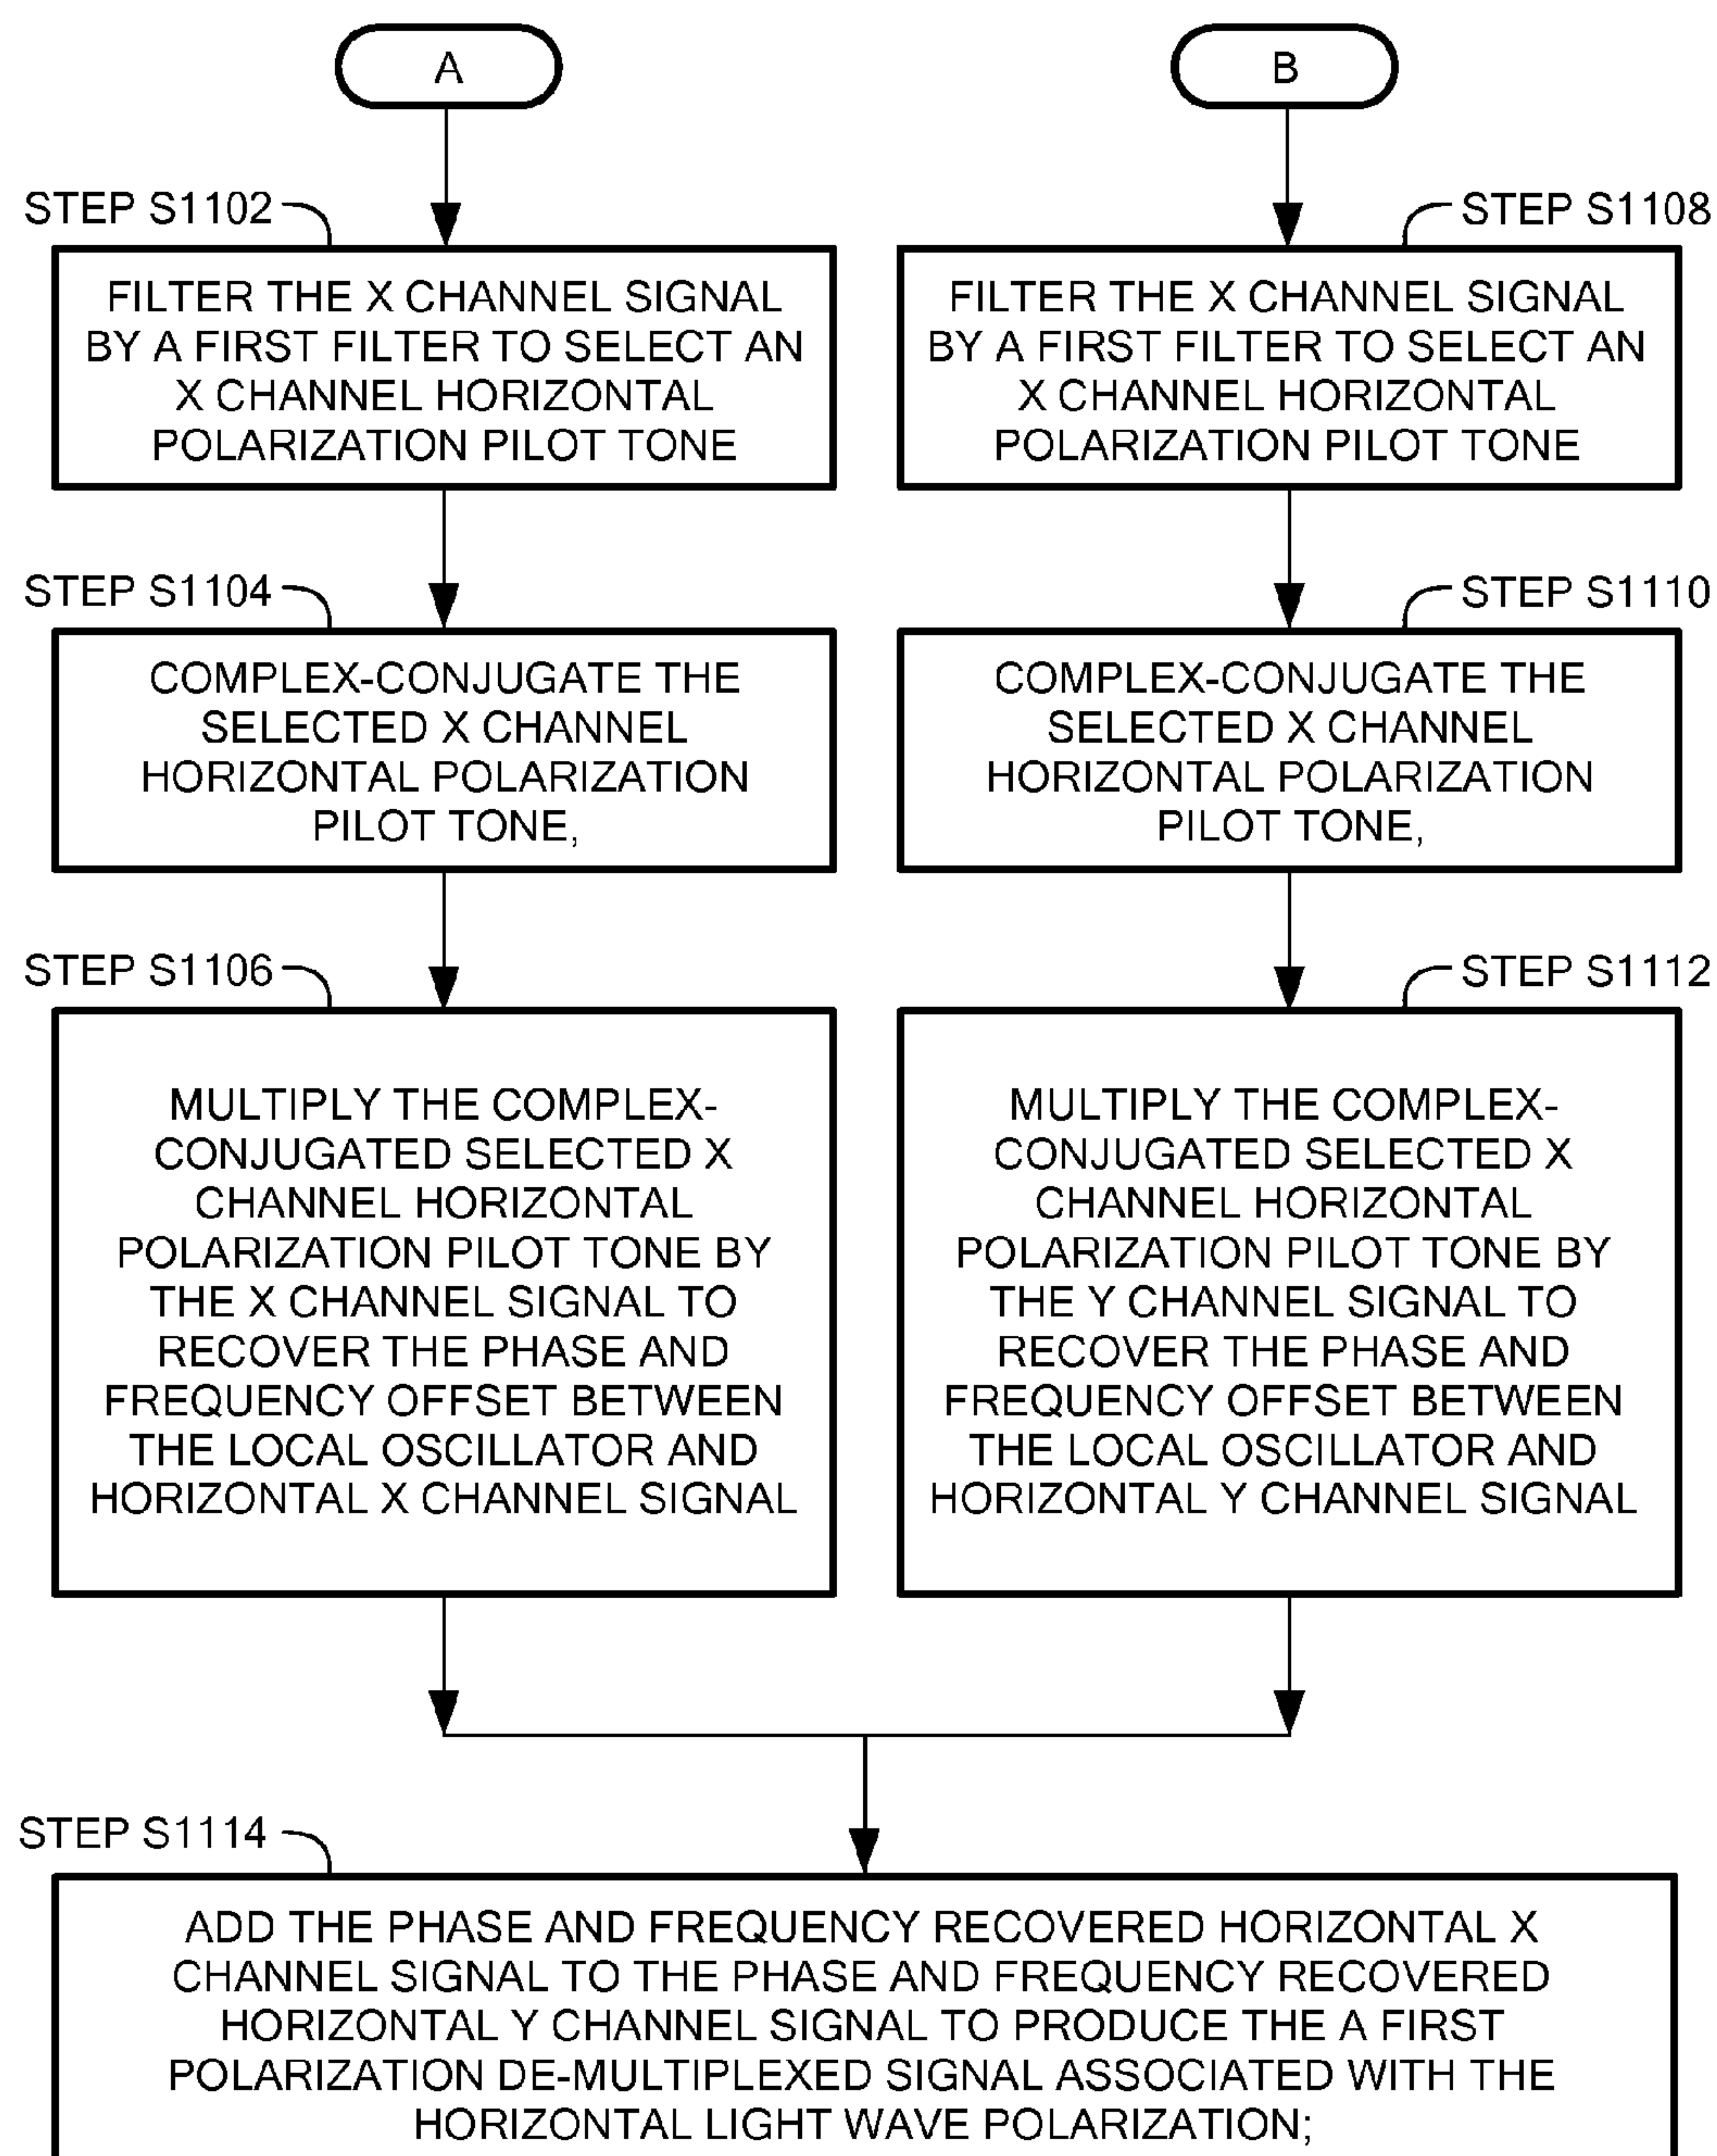 A
B
STEP S1102
FILTER THE X CHANNEL SIGNAL
BY A FIRST FILTER TO SELECT AN
X CHANNEL HORIZONTAL
POLARIZATION PILOT TONE
STEP S1108
FILTER THE X CHANNEL SIGNAL
BY A FIRST FILTER TO SELECT AN
X CHANNEL HORIZONTAL
POLARIZATION PILOT TONE
STEP S1104
COMPLEX-CONJUGATE THE
SELECTED X CHANNEL
HORIZONTAL POLARIZATION
PILOT TONE,
STEP S1110
COMPLEX-CONJUGATE THE
SELECTED X CHANNEL
HORIZONTAL POLARIZATION
PILOT TONE,
STEP S1106
MULTIPLY THE COMPLEX-
CONJUGATED SELECTED X
CHANNEL HORIZONTAL
POLARIZATION PILOT TONE BY
THE X CHANNEL SIGNAL TO
RECOVER THE PHASE AND
FREQUENCY OFFSET BETWEEN
THE LOCAL OSCILLATOR AND
HORIZONTAL X CHANNEL SIGNAL
STEP S1112
MULTIPLY THE COMPLEX-
CONJUGATED SELECTED X
CHANNEL HORIZONTAL
POLARIZATION PILOT TONE BY
THE Y CHANNEL SIGNAL TO
RECOVER THE PHASE AND
FREQUENCY OFFSET BETWEEN
THE LOCAL OSCILLATOR AND
HORIZONTAL Y CHANNEL SIGNAL
STEP S1114
ADD THE PHASE AND FREQUENCY RECOVERED HORIZONTAL X
CHANNEL SIGNAL TO THE PHASE AND FREQUENCY RECOVERED
HORIZONTAL Y CHANNEL SIGNAL TO PRODUCE THE A FIRST
POLARIZATION DE-MULTIPLEXED SIGNAL ASSOCIATED WITH THE
HORIZONTAL LIGHT WAVE POLARIZATION;